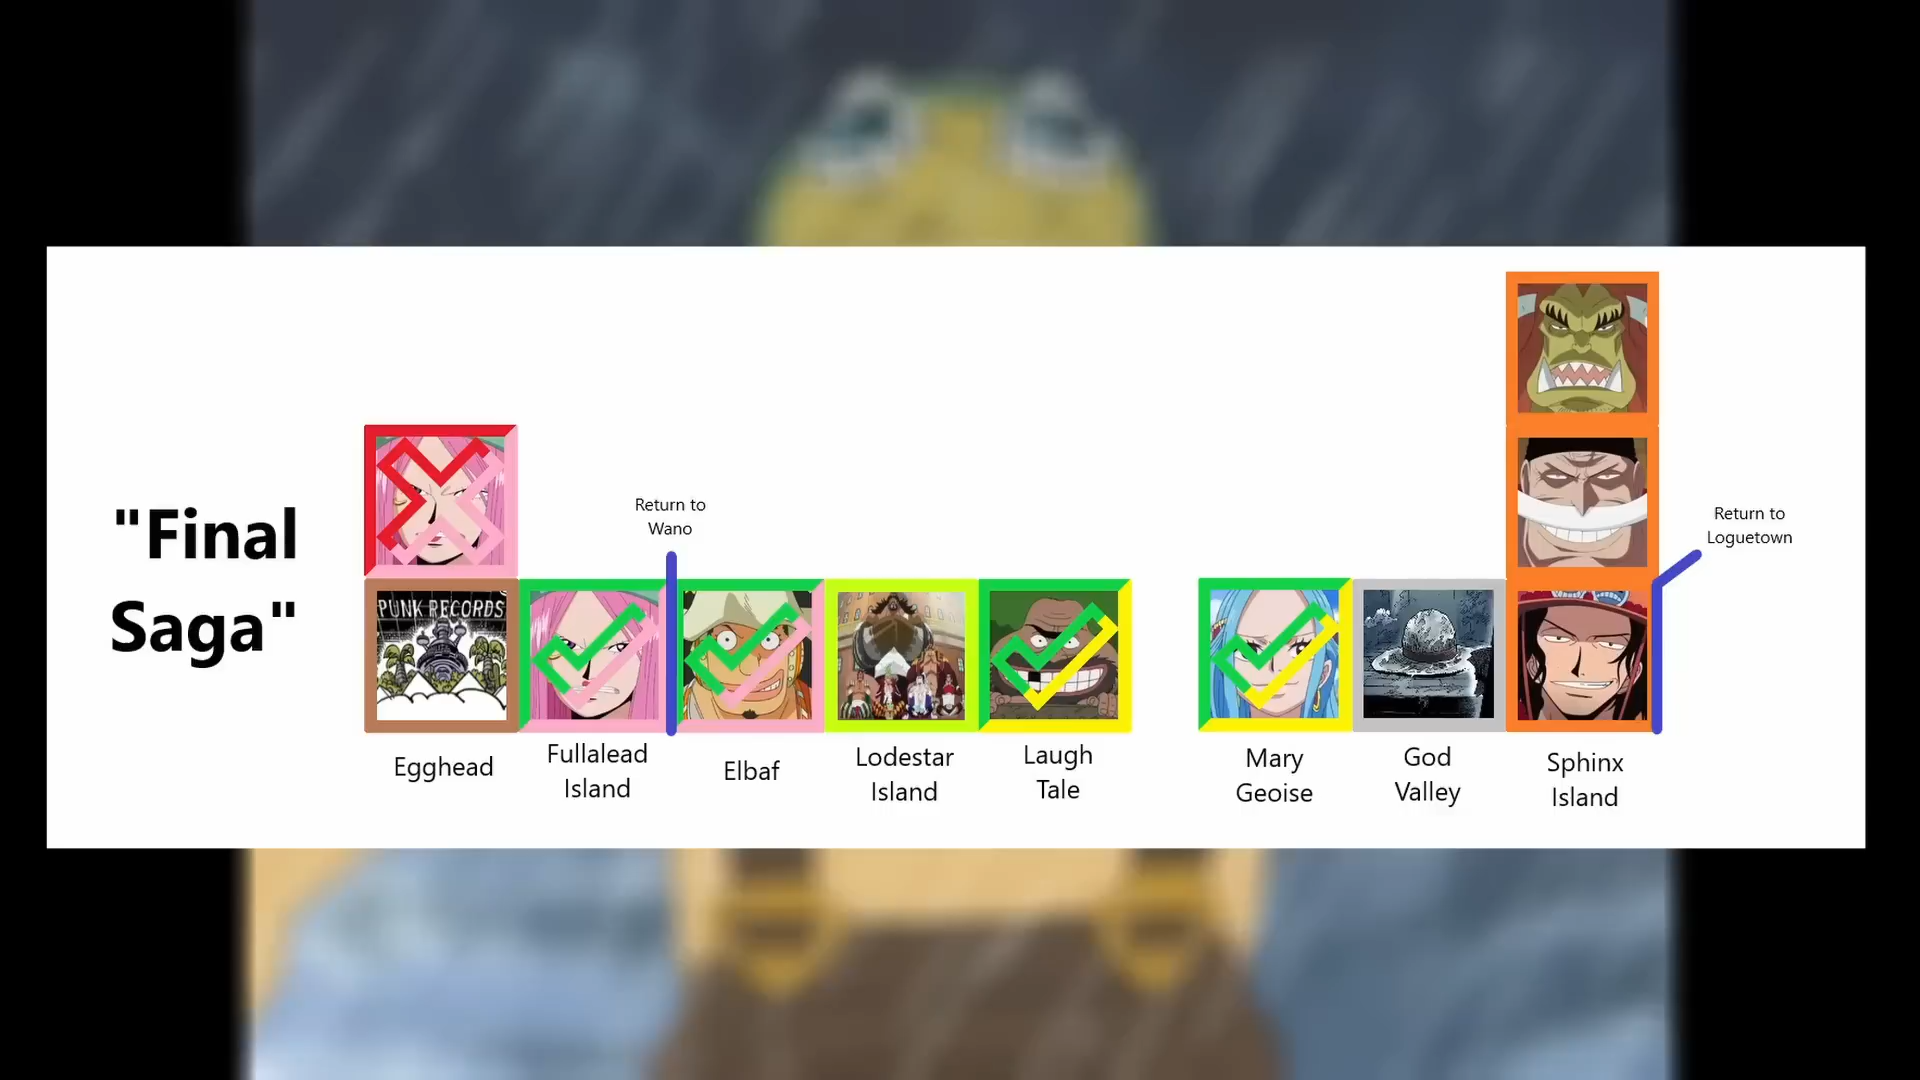 "Final
Saga"
PUNK RECORDS
Return to
Wano
Return to
Loguetown
Egghead
Fullalead
Island
Elbaf
Lodestar
Island
Laugh
Tale
Mary
Geoise
God
Valley
Sphinx
Island